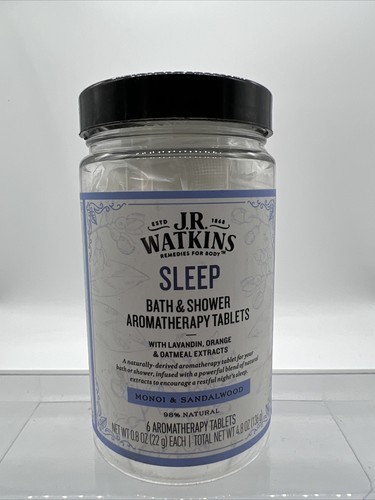 ESTD 1868
J.R.
WATKINS
REMEDIES FOR BODY™
SLEEP
BATH & SHOWER
AROMATHERAPY TABLETS
WITH LAVANDIN, ORANGE
& OATMEAL EXTRACTS
A naturally-derived aromatherapy tablet for your
bath or shower, infused with a powerful blend of natural
extracts to encourage a restful night's sleep.
MONOI & SANDALWOOD
98% NATURAL
6 AROMATHERAPY TABLETS
NET WT 0.8 OZ (22 g) EACH | TOTAL NET WT 4.8 OZ